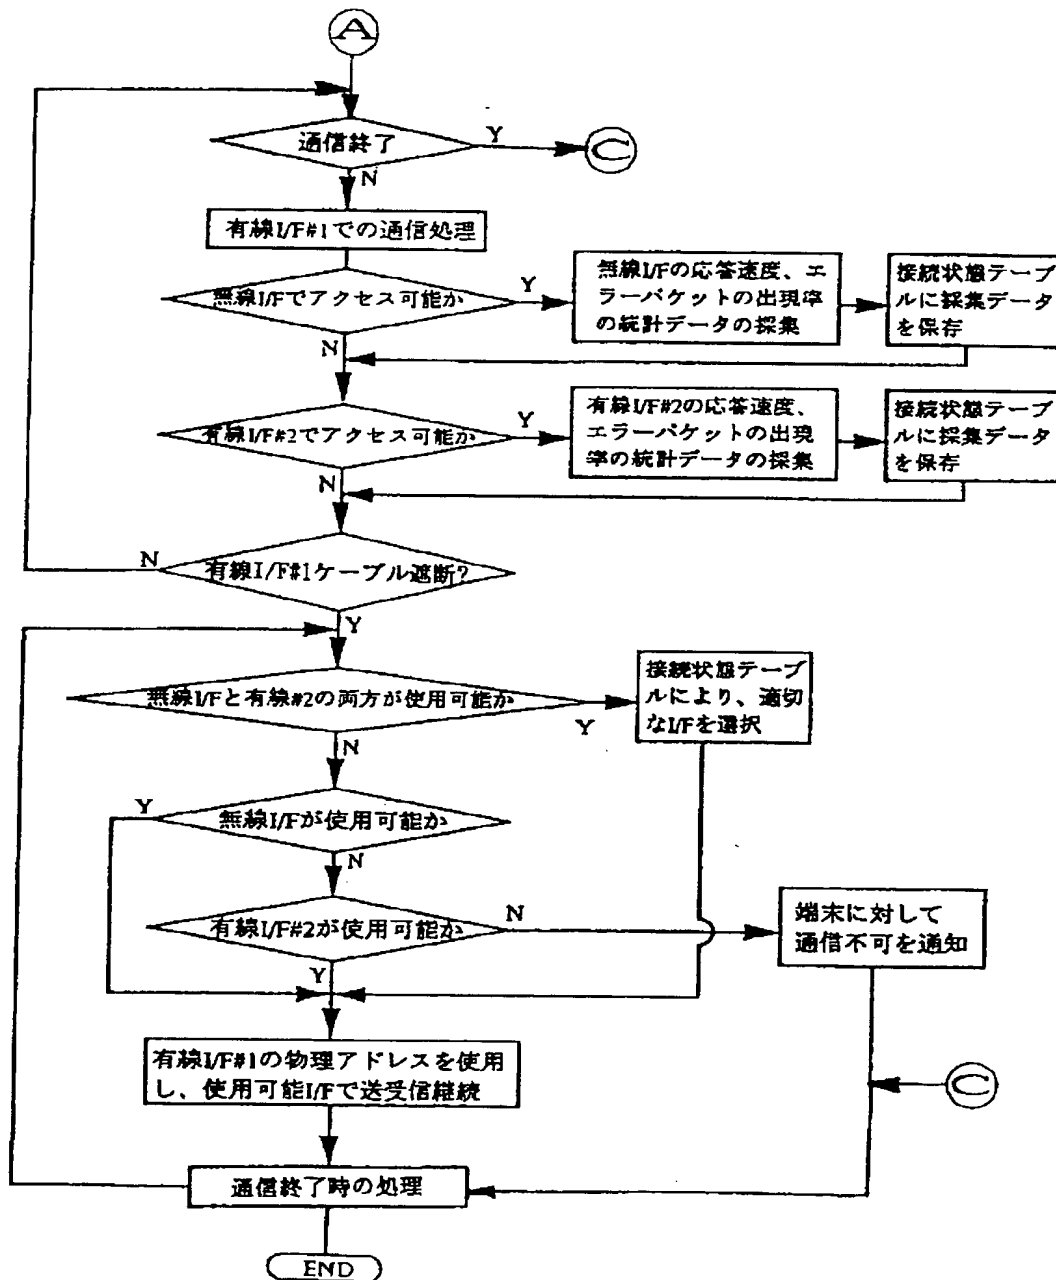 A
通信終了
Y
C
N
有線I/F#1での通信処理
無線I/Fでアクセス可能か
Y
無線I/Fの応答速度、エ
ラーパケットの出現率
の統計データの採集
接続状態テーブ
ルに採集データ
を保存
N
有線I/F#2でアクセス可能か
Y
有線I/F#2の応答速度、
エラーパケットの出現
率の統計データの採集
接続状態テーブ
ルに採集データ
を保存
N
有線I/F#1ケーブル遮断?
N
Y
無線I/Fと有線#2の両方が使用可能か
Y
接続状態テーブ
ルにより、適切
なI/Fを選択
N
無線I/Fが使用可能か
Y
N
有線I/F#2が使用可能か
N
端末に対して
通信不可を通知
Y
有線I/F#1の物理アドレスを使用
し、使用可能I/Fで送受信継続
C
通信終了時の処理
END